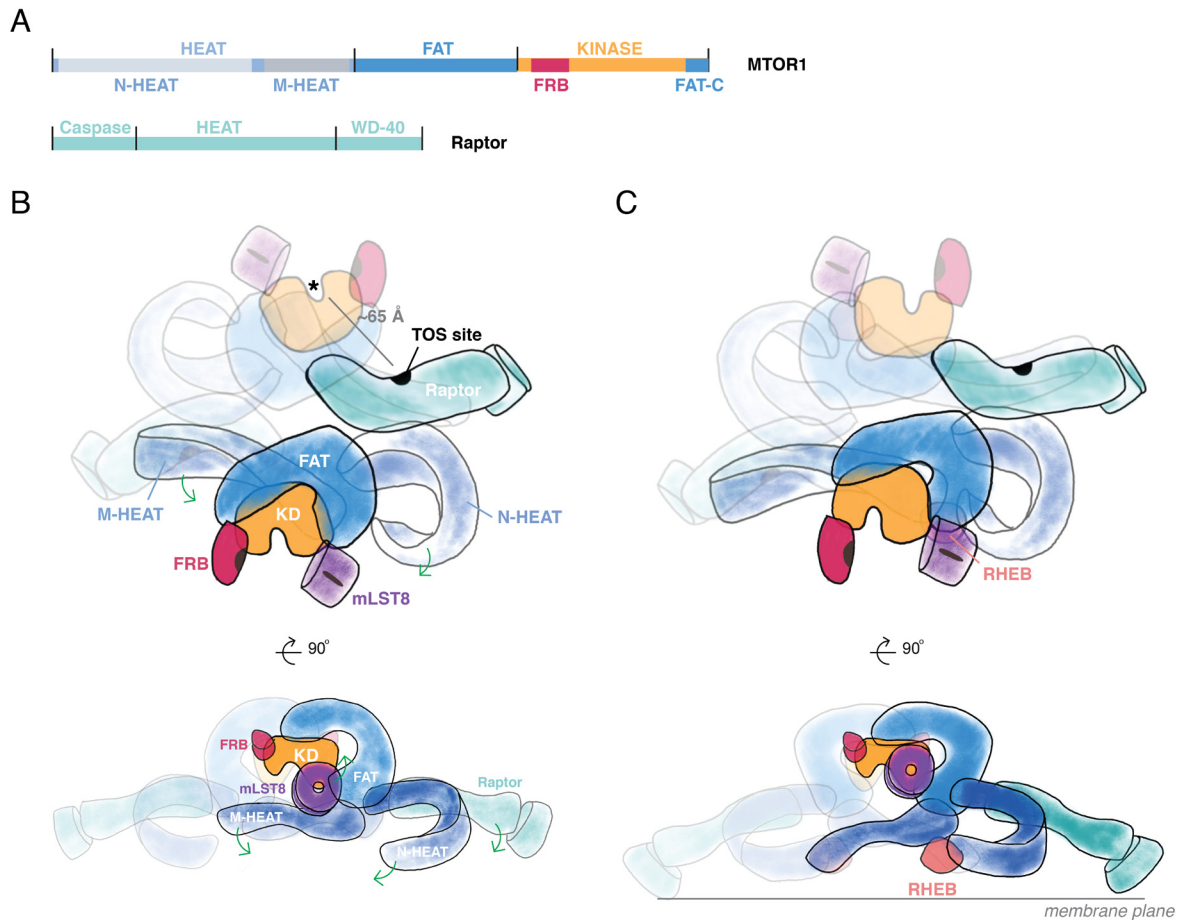 A
HEAT FAT KINASE
MTOR1
N-HEAT M-HEAT FRB FAT-C
Caspase HEAT WD-40
Raptor
B
*
~65 Å
TOS site
Raptor
FAT
M-HEAT
KD
N-HEAT
FRB
mLST8
90°
FRB
KD
FAT
mLST8
Raptor
M-HEAT
N-HEAT
C
RHEB
90°
RHEB
membrane plane